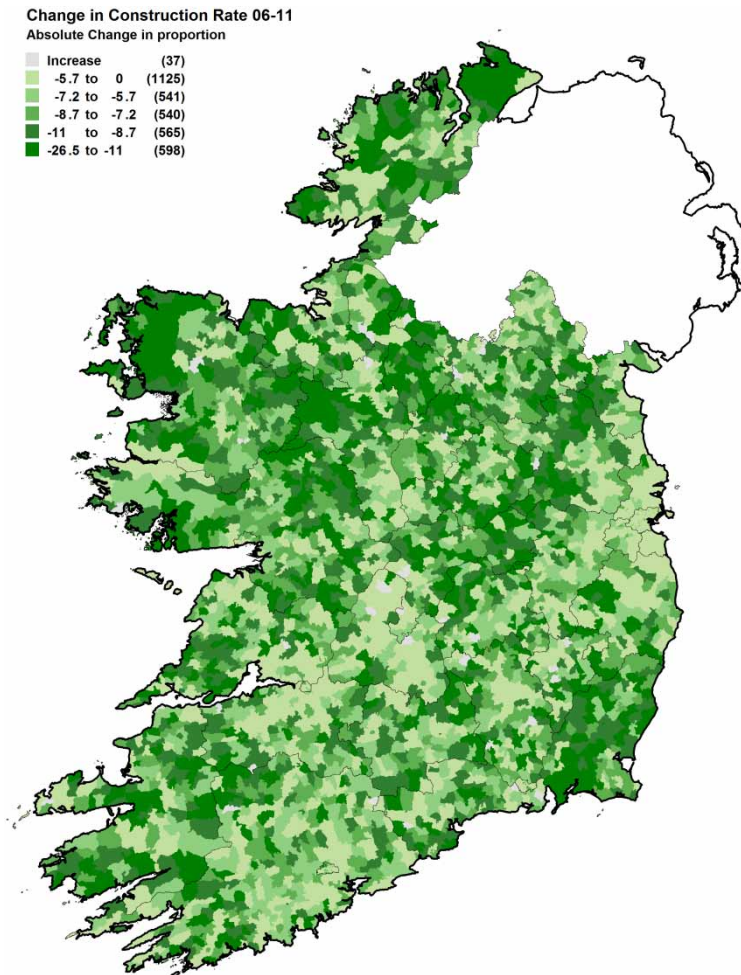 Change in Construction Rate 06-11
Absolute Change in proportion
Increase (37)
-5.7 to 0 (1125)
-7.2 to -5.7 (541)
-8.7 to -7.2 (540)
-11 to -8.7 (565)
-26.5 to -11 (598)